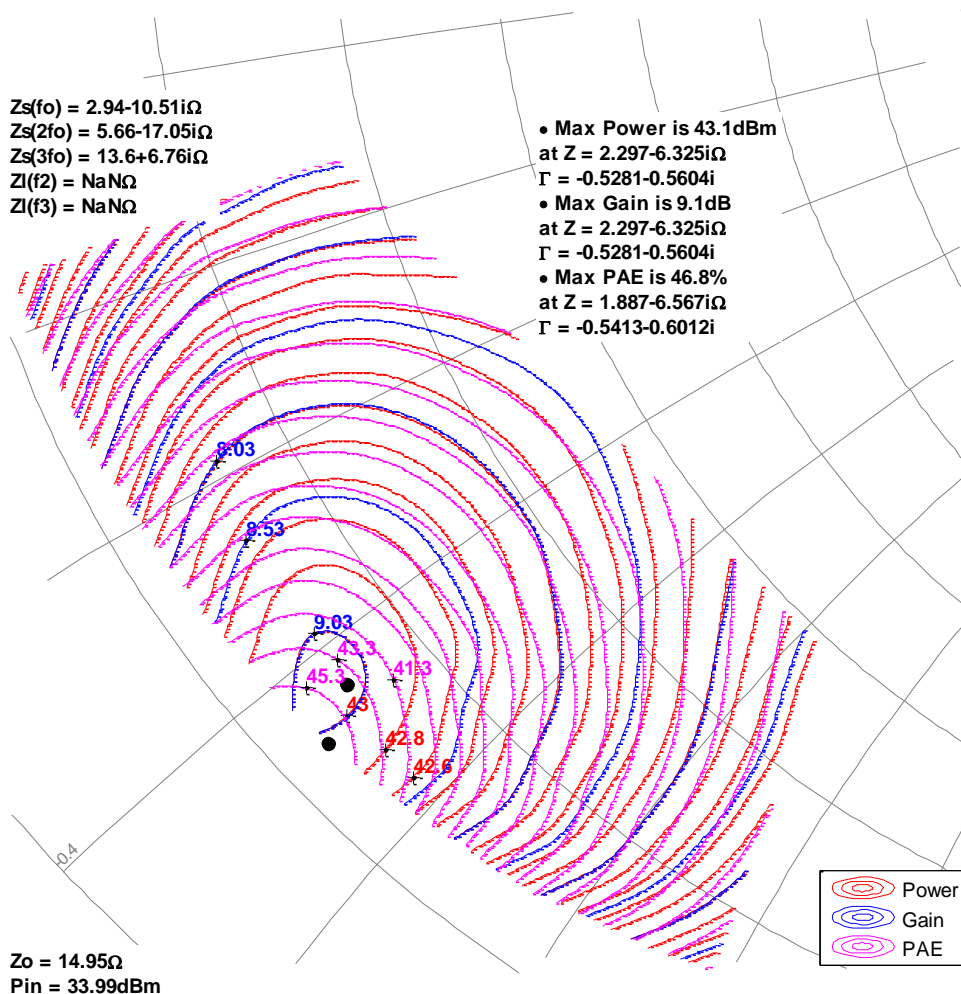 Zs(fo) = 2.94-10.51iΩ
Zs(2fo) = 5.66-17.05iΩ
Zs(3fo) = 13.6+6.76iΩ
Zl(f2) = NaNΩ
Zl(f3) = NaNΩ
• Max Power is 43.1dBm
at Z = 2.297-6.325iΩ
Γ = -0.5281-0.5604i
• Max Gain is 9.1dB
at Z = 2.297-6.325iΩ
Γ = -0.5281-0.5604i
• Max PAE is 46.8%
at Z = 1.887-6.567iΩ
Γ = -0.5413-0.6012i
8.03
8.53
9.03
43.3
41.3
45.3
43
42.8
42.6
-0.4
Power
Gain
PAE
Zo = 14.95Ω
Pin = 33.99dBm